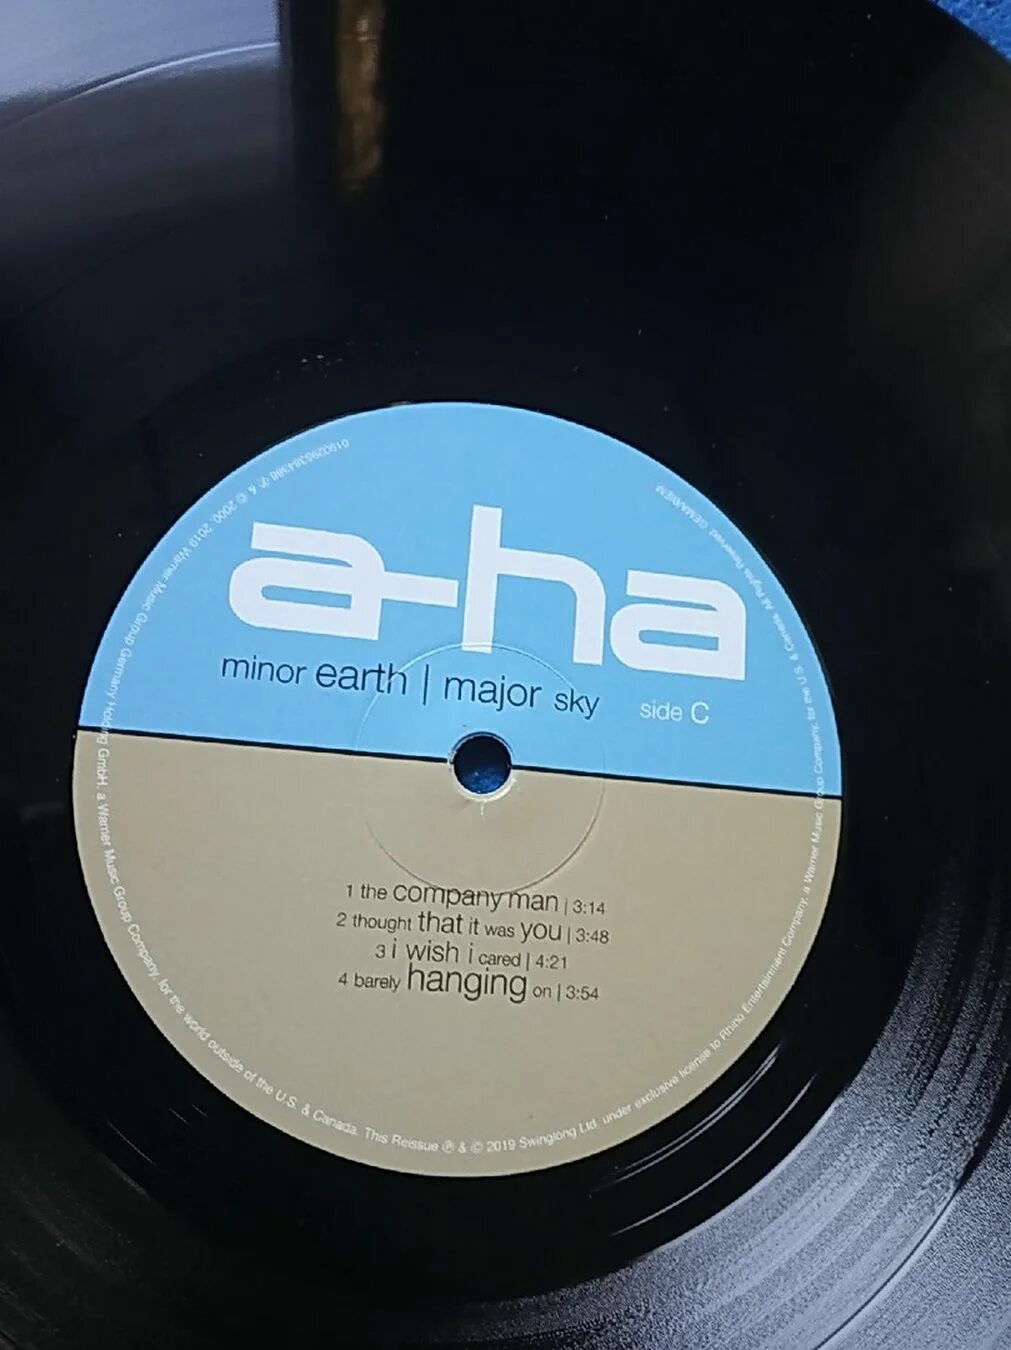 a-ha
minor earth | major sky
side C
1 the company man | 3:14
2 thought that it was you | 3:48
3 i wish i cared | 4:21
4 barely hanging on | 3:54
0190295384388 ℗ & © 2000, 2019 Warner Music Group Germany Holding GmbH, a Warner Music Group Company, for the world outside of the U.S. & Canada. This Reissue ℗ & © 2019 Swinglong Ltd. under exclusive license to Rhino Entertainment Company, a Warner Music Group Company, for the U.S. & Canada. All Rights Reserved. GEMA/BIEM